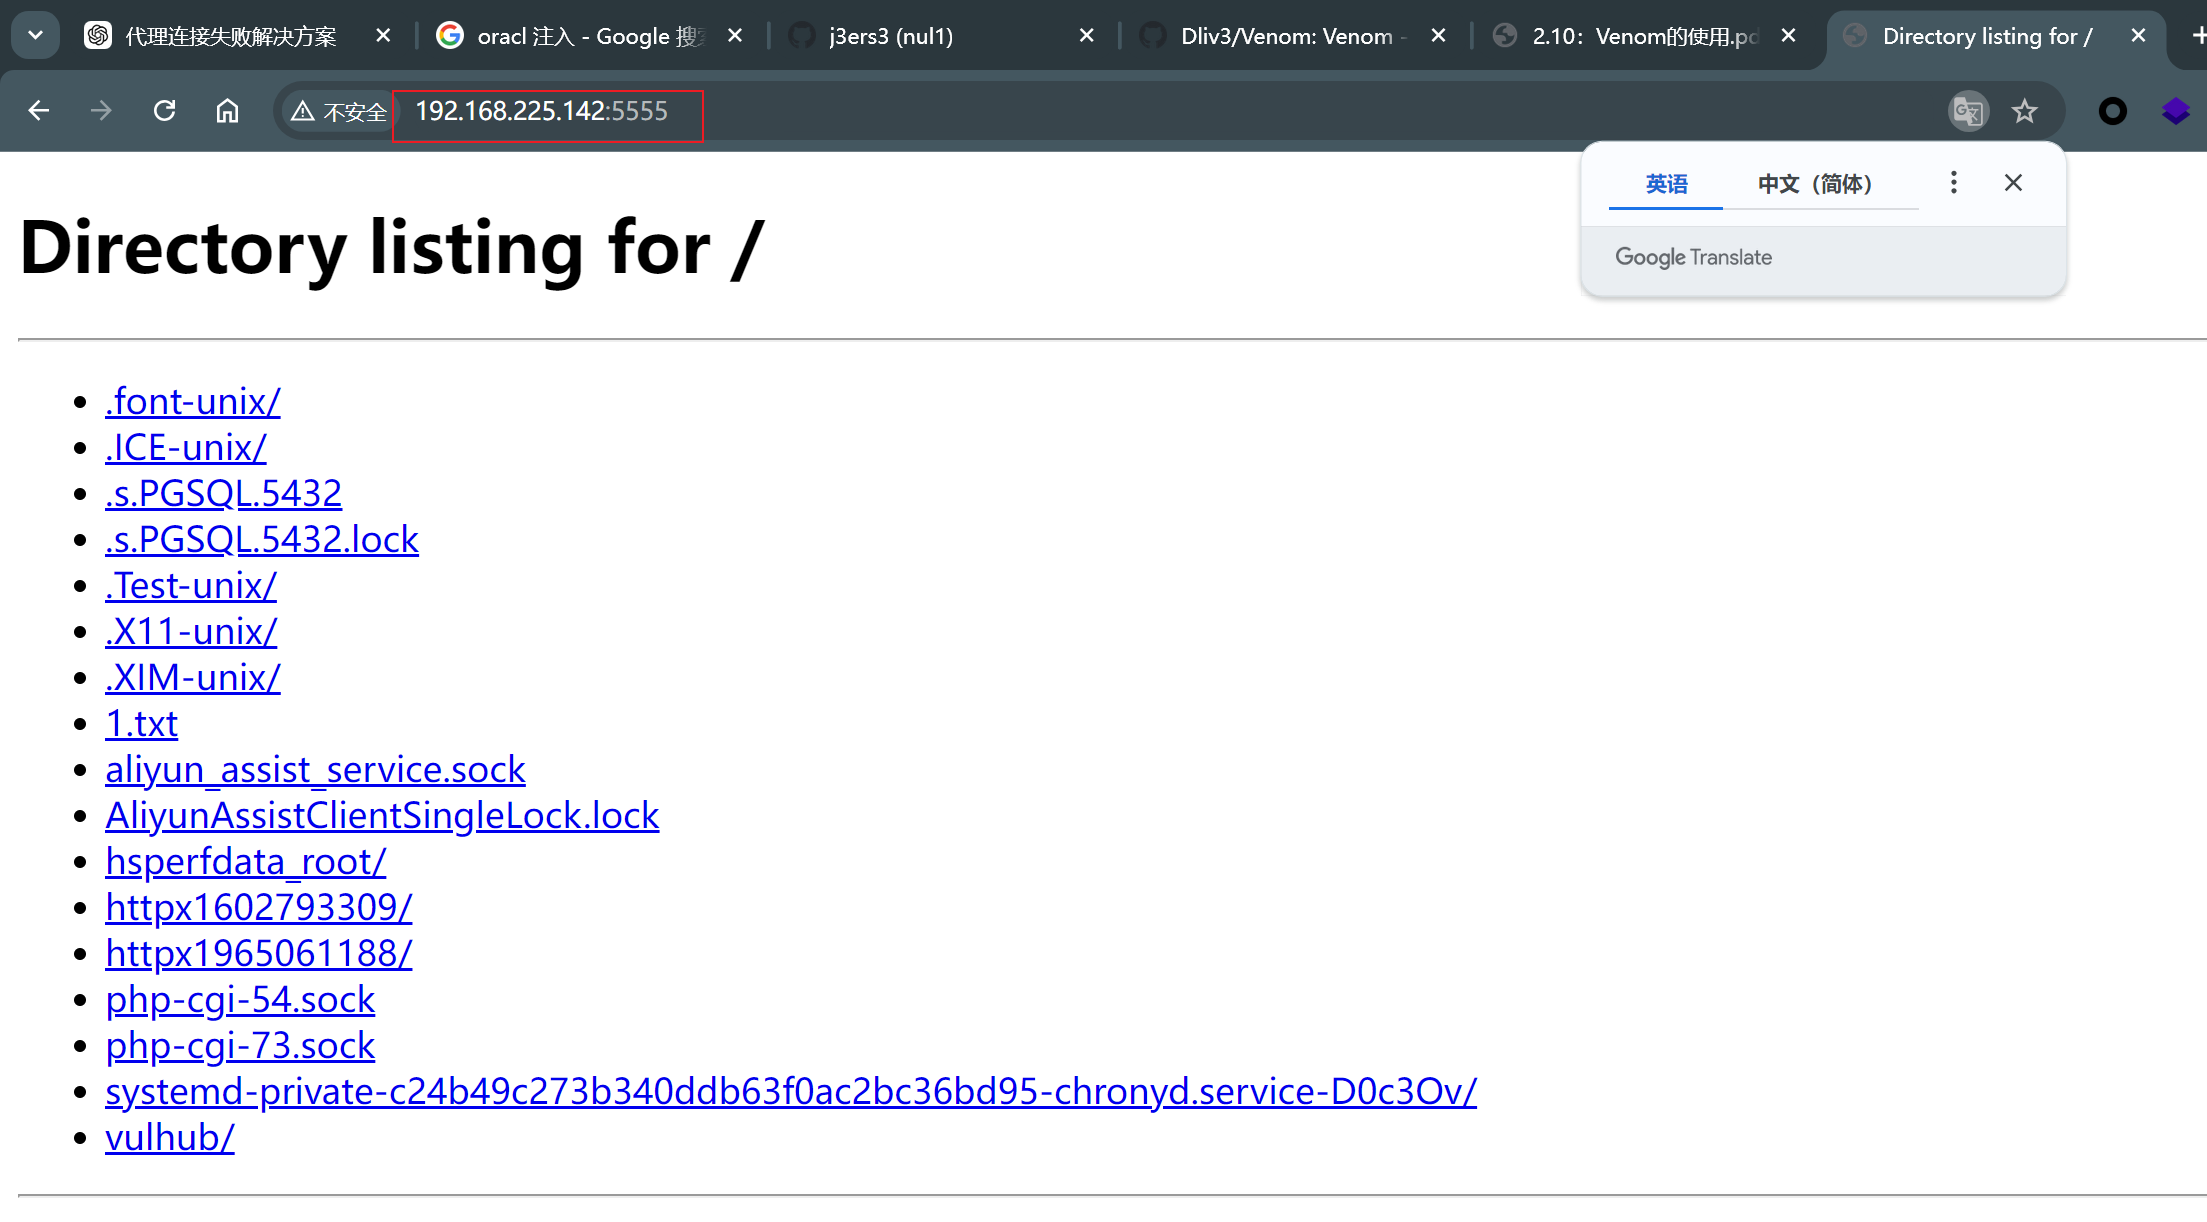 代理连接失败解决方案
oracl 注入 - Google 搜
j3ers3 (nul1)
Dliv3/Venom: Venom -
2.10：Venom的使用.pd
Directory listing for /
不安全
192.168.225.142:5555
英语
中文（简体）
Google Translate
Directory listing for /
.font-unix/
.ICE-unix/
.s.PGSQL.5432
.s.PGSQL.5432.lock
.Test-unix/
.X11-unix/
.XIM-unix/
1.txt
aliyun_assist_service.sock
AliyunAssistClientSingleLock.lock
hsperfdata_root/
httpx1602793309/
httpx1965061188/
php-cgi-54.sock
php-cgi-73.sock
systemd-private-c24b49c273b340ddb63f0ac2bc36bd95-chronyd.service-D0c3Ov/
vulhub/